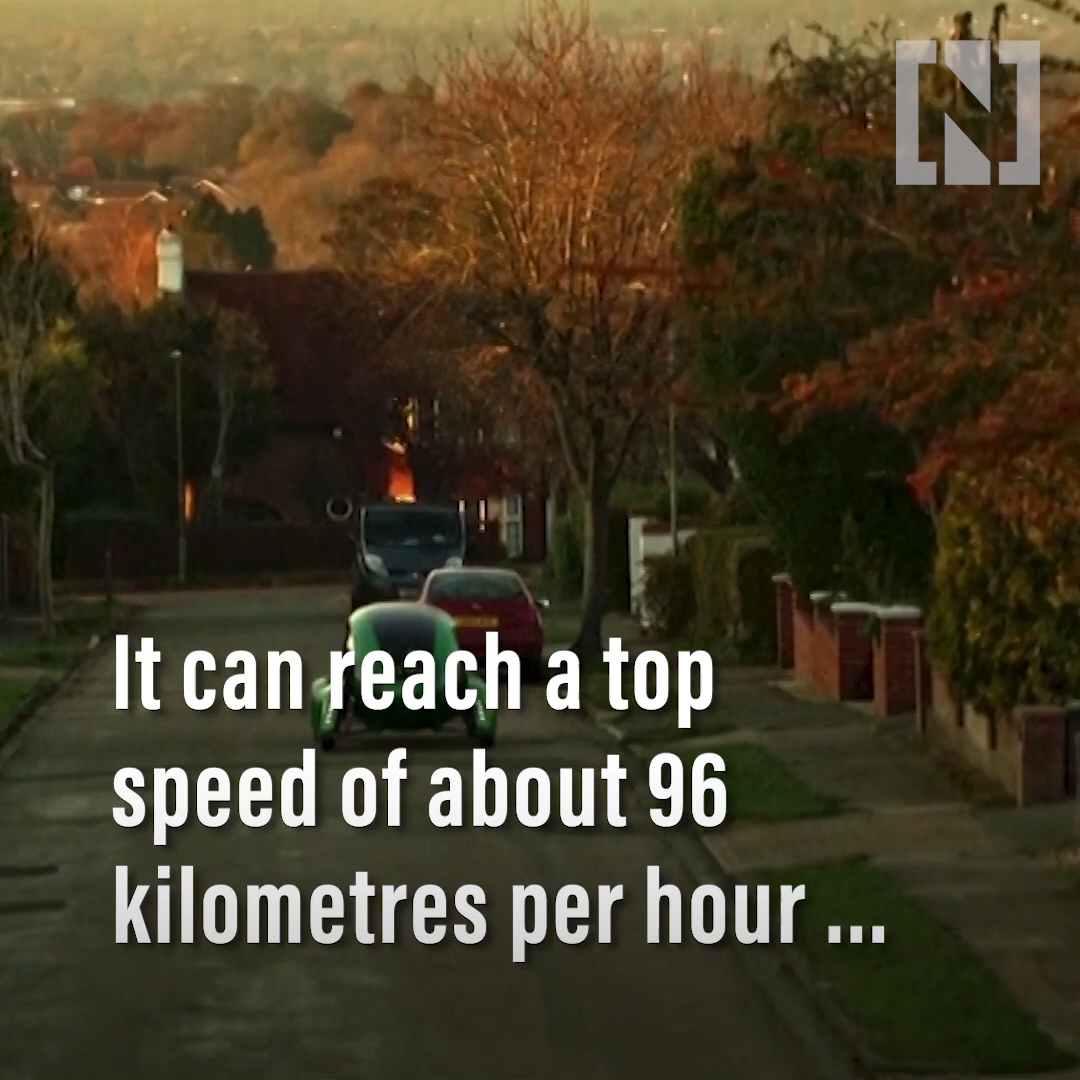 [N]
It can reach a top
speed of about 96
kilometres per hour ...